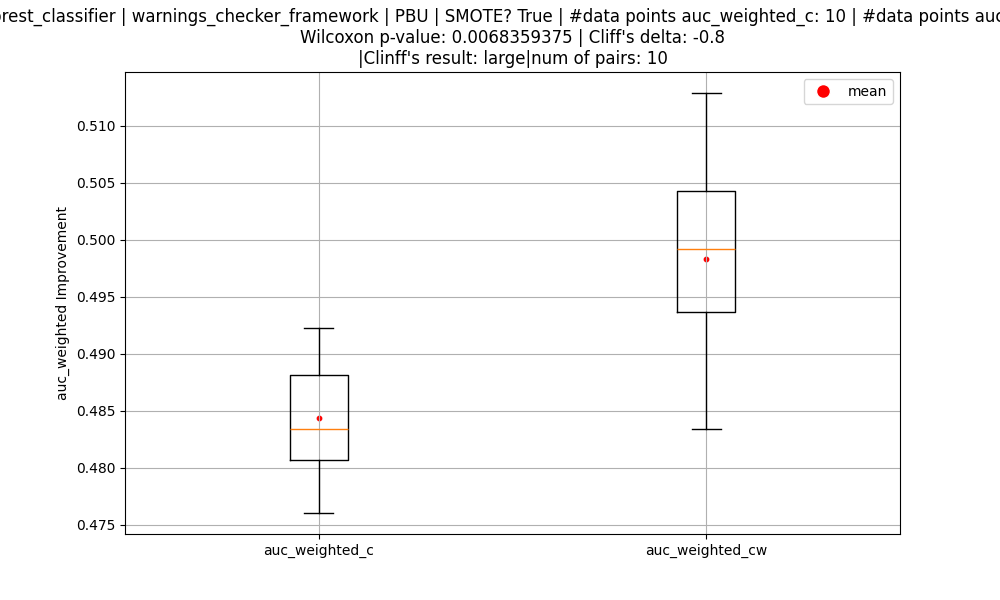 rest_classifier | warnings_checker_framework | PBU | SMOTE? True | #data points auc_weighted_c: 10 | #data points auc
Wilcoxon p-value: 0.0068359375 | Cliff's delta: -0.8
|Clinff's result: large|num of pairs: 10
mean
0.510
0.505
0.500
0.495
0.490
0.485
0.480
0.475
auc_weighted Improvement
auc_weighted_c
auc_weighted_cw